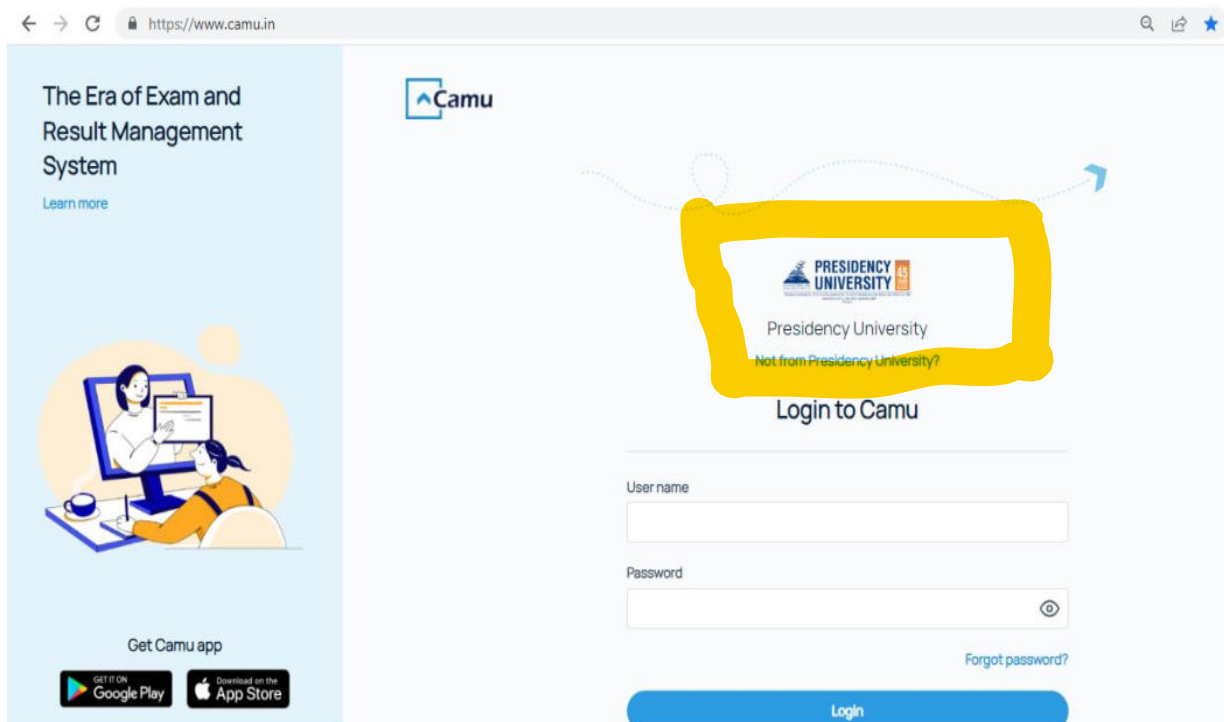 https://www.camu.in
The Era of Exam and
Result Management
System
Learn more
Camu
PRESIDENCY
UNIVERSITY
45
Presidency University
Not from Presidency University?
Login to Camu
User name
Password
Forgot password?
Login
Get Camu app
GET IT ON
Google Play
Download on the
App Store